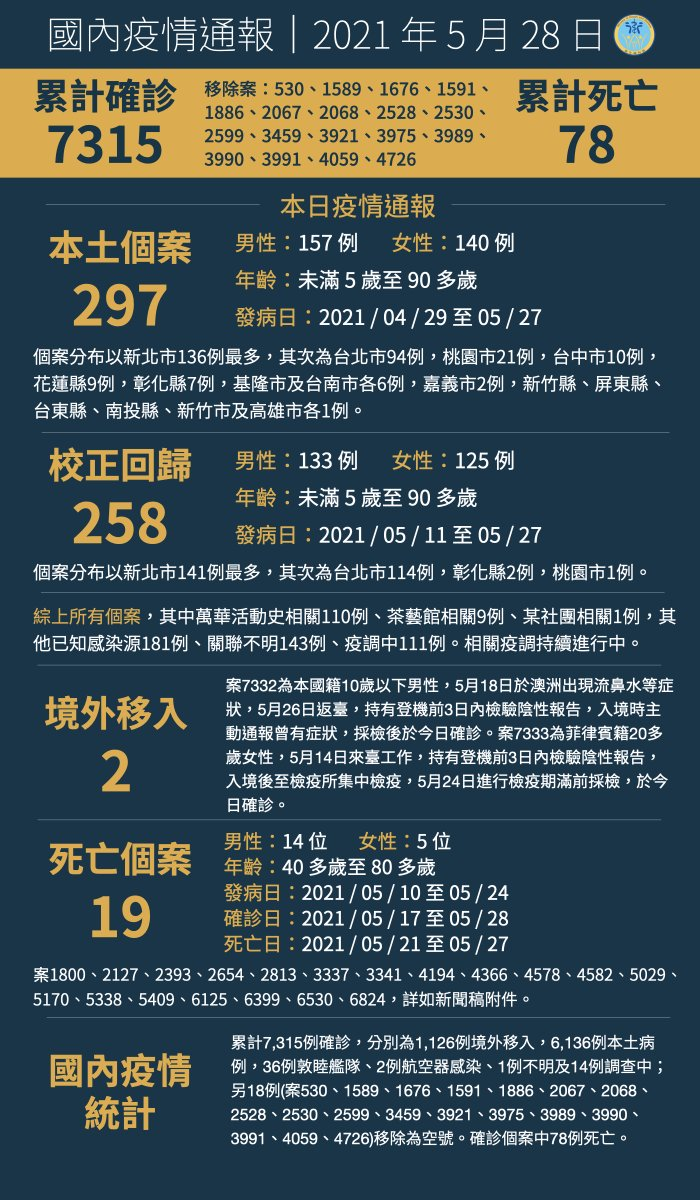 國內疫情通報｜2021 年 5 月 28 日
累計確診
7315
移除案：530、1589、1676、1591、
1886、2067、2068、2528、2530、
2599、3459、3921、3975、3989、
3990、3991、4059、4726
累計死亡
78
本日疫情通報
本土個案
297
男性：157 例 女性：140 例
年齡：未滿 5 歲至 90 多歲
發病日：2021 / 04 / 29 至 05 / 27
個案分布以新北市136例最多，其次為台北市94例，桃園市21例，台中市10例，
花蓮縣9例，彰化縣7例，基隆市及台南市各6例，嘉義市2例，新竹縣、屏東縣、
台東縣、南投縣、新竹市及高雄市各1例。
校正回歸
258
男性：133 例 女性：125 例
年齡：未滿 5 歲至 90 多歲
發病日：2021 / 05 / 11 至 05 / 27
個案分布以新北市141例最多，其次為台北市114例，彰化縣2例，桃園市1例。
綜上所有個案，其中萬華活動史相關110例、茶藝館相關9例、某社團相關1例，其
他已知感染源181例、關聯不明143例、疫調中111例。相關疫調持續進行中。
境外移入
2
案7332為本國籍10歲以下男性，5月18日於澳洲出現流鼻水等症
狀，5月26日返臺，持有登機前3日內檢驗陰性報告，入境時主
動通報曾有症狀，採檢後於今日確診。案7333為菲律賓籍20多
歲女性，5月14日來臺工作，持有登機前3日內檢驗陰性報告，
入境後至檢疫所集中檢疫，5月24日進行檢疫期滿前採檢，於今
日確診。
死亡個案
19
男性：14 位 女性：5 位
年齡：40 多歲至 80 多歲
發病日：2021 / 05 / 10 至 05 / 24
確診日：2021 / 05 / 17 至 05 / 28
死亡日：2021 / 05 / 21 至 05 / 27
案1800、2127、2393、2654、2813、3337、3341、4194、4366、4578、4582、5029、
5170、5338、5409、6125、6399、6530、6824，詳如新聞稿附件。
國內疫情
統計
累計7,315例確診，分別為1,126例境外移入，6,136例本土病
例，36例敦睦艦隊、2例航空器感染、1例不明及14例調查中；
另18例(案530、1589、1676、1591、1886、2067、2068、
2528、2530、2599、3459、3921、3975、3989、3990、
3991、4059、4726)移除為空號。確診個案中78例死亡。